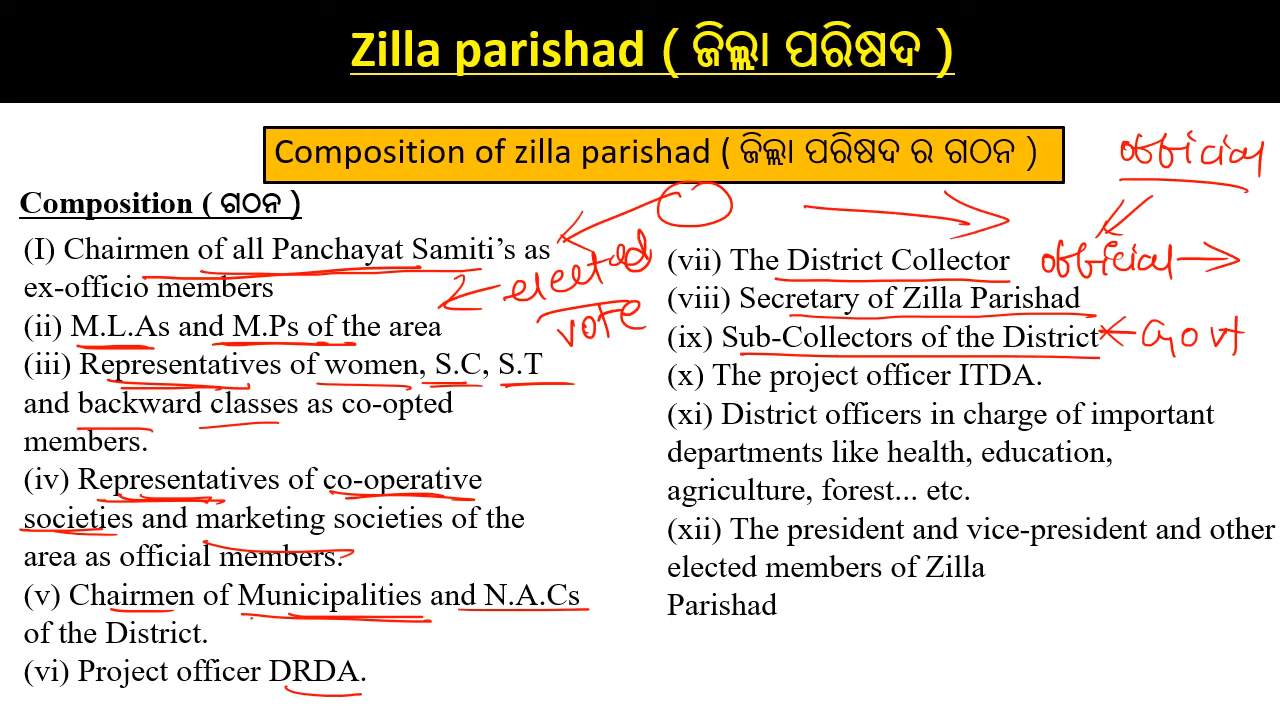 Zilla parishad ( ଜିଲ୍ଲା ପରିଷଦ )
Composition of zilla parishad ( ଜିଲ୍ଲା ପରିଷଦ ର ଗଠନ )
official
Composition ( ଗଠନ )
(I) Chairmen of all Panchayat Samiti’s as
ex-officio members
(ii) M.L.As and M.Ps of the area
(iii) Representatives of women, S.C, S.T
and backward classes as co-opted
members.
(iv) Representatives of co-operative
societies and marketing societies of the
area as official members.
(v) Chairmen of Municipalities and N.A.Cs
of the District.
(vi) Project officer DRDA.
elected
vote
(vii) The District Collector
official
(viii) Secretary of Zilla Parishad
(ix) Sub-Collectors of the District
Govt
(x) The project officer ITDA.
(xi) District officers in charge of important
departments like health, education,
agriculture, forest... etc.
(xii) The president and vice-president and other
elected members of Zilla
Parishad